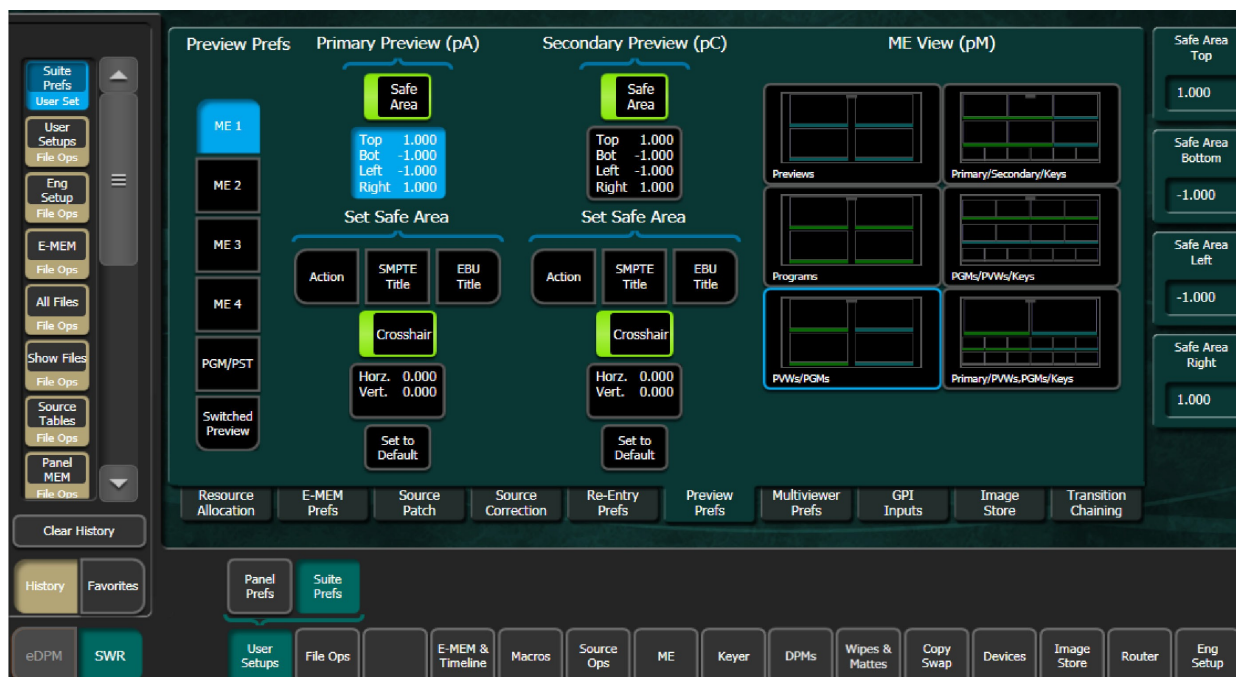 Suite
Prefs
User Set
User
Setups
File Ops
Eng
Setup
File Ops
E-MEM
File Ops
All Files
File Ops
Show Files
File Ops
Source
Tables
File Ops
Panel
MEM
File Ops
Clear History
History
Favorites
eDPM
SWR
Preview Prefs
ME 1
ME 2
ME 3
ME 4
PGM/PST
Switched
Preview
Primary Preview (pA)
Safe
Area
Top 1.000
Bot -1.000
Left -1.000
Right 1.000
Set Safe Area
Action
SMPTE
Title
EBU
Title
Crosshair
Horz. 0.000
Vert. 0.000
Set to
Default
Secondary Preview (pC)
Safe
Area
Top 1.000
Bot -1.000
Left -1.000
Right 1.000
Set Safe Area
Action
SMPTE
Title
EBU
Title
Crosshair
Horz. 0.000
Vert. 0.000
Set to
Default
ME View (pM)
Previews
Primary/Secondary/Keys
Programs
PGMs/PVWs/Keys
PVWs/PGMs
Primary/PVWs,PGMs/Keys
Safe Area
Top
1.000
Safe Area
Bottom
-1.000
Safe Area
Left
-1.000
Safe Area
Right
1.000
Resource
Allocation
E-MEM
Prefs
Source
Patch
Source
Correction
Re-Entry
Prefs
Preview
Prefs
Multiviewer
Prefs
GPI
Inputs
Image
Store
Transition
Chaining
Panel
Prefs
Suite
Prefs
User
Setups
File Ops
E-MEM &
Timeline
Macros
Source
Ops
ME
Keyer
DPMs
Wipes &
Mattes
Copy
Swap
Devices
Image
Store
Router
Eng
Setup